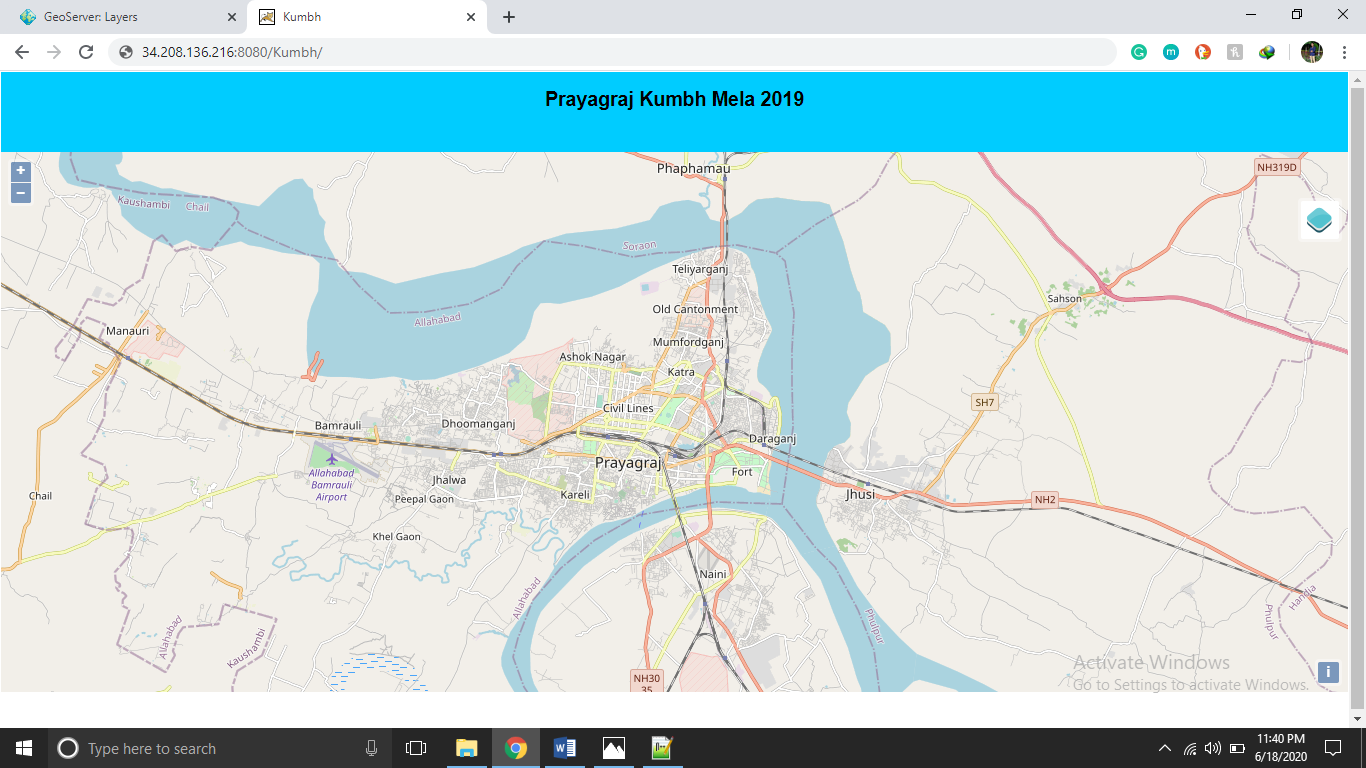 GeoServer: Layers
Kumbh
34.208.136.216:8080/Kumbh/
Prayagraj Kumbh Mela 2019
+
−
Phaphamau
NH319D
Kaushambi
Chail
Soraon
Teliyarganj
Sahson
Old Cantonment
Allahabad
Manauri
Mumfordganj
Ashok Nagar
Katra
SH7
Civil Lines
Dhoomanganj
Bamrauli
Daraganj
Prayagraj
Fort
Allahabad
Bamrauli
Airport
Jhalwa
Chail
Peepal Gaon
Kareli
Jhusi
NH2
Khel Gaon
Naini
Allahabad
Handia
Phulpur
Phulpur
Allahabad
Kaushambi
NH30
35
Activate Windows
Go to Settings to activate Windows.
i
Type here to search
11:40 PM
6/18/2020